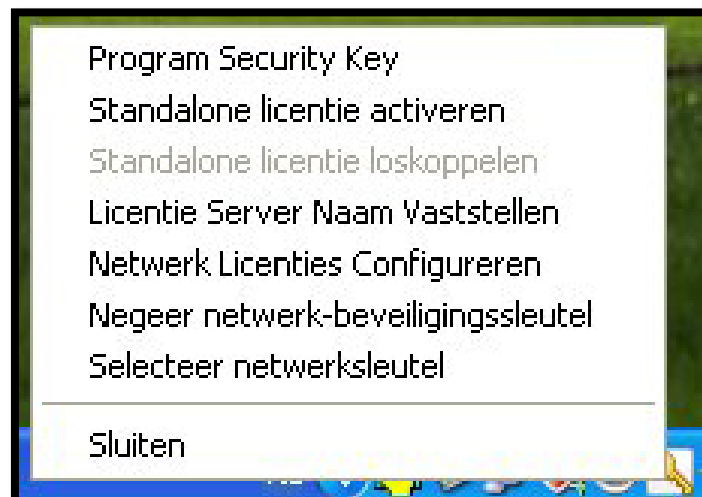 Program Security Key
Standalone licentie activeren
Standalone licentie loskoppelen
Licentie Server Naam Vaststellen
Netwerk Licenties Configureren
Negeer netwerk-beveiligingssleutel
Selecteer netwerksleutel
Sluiten